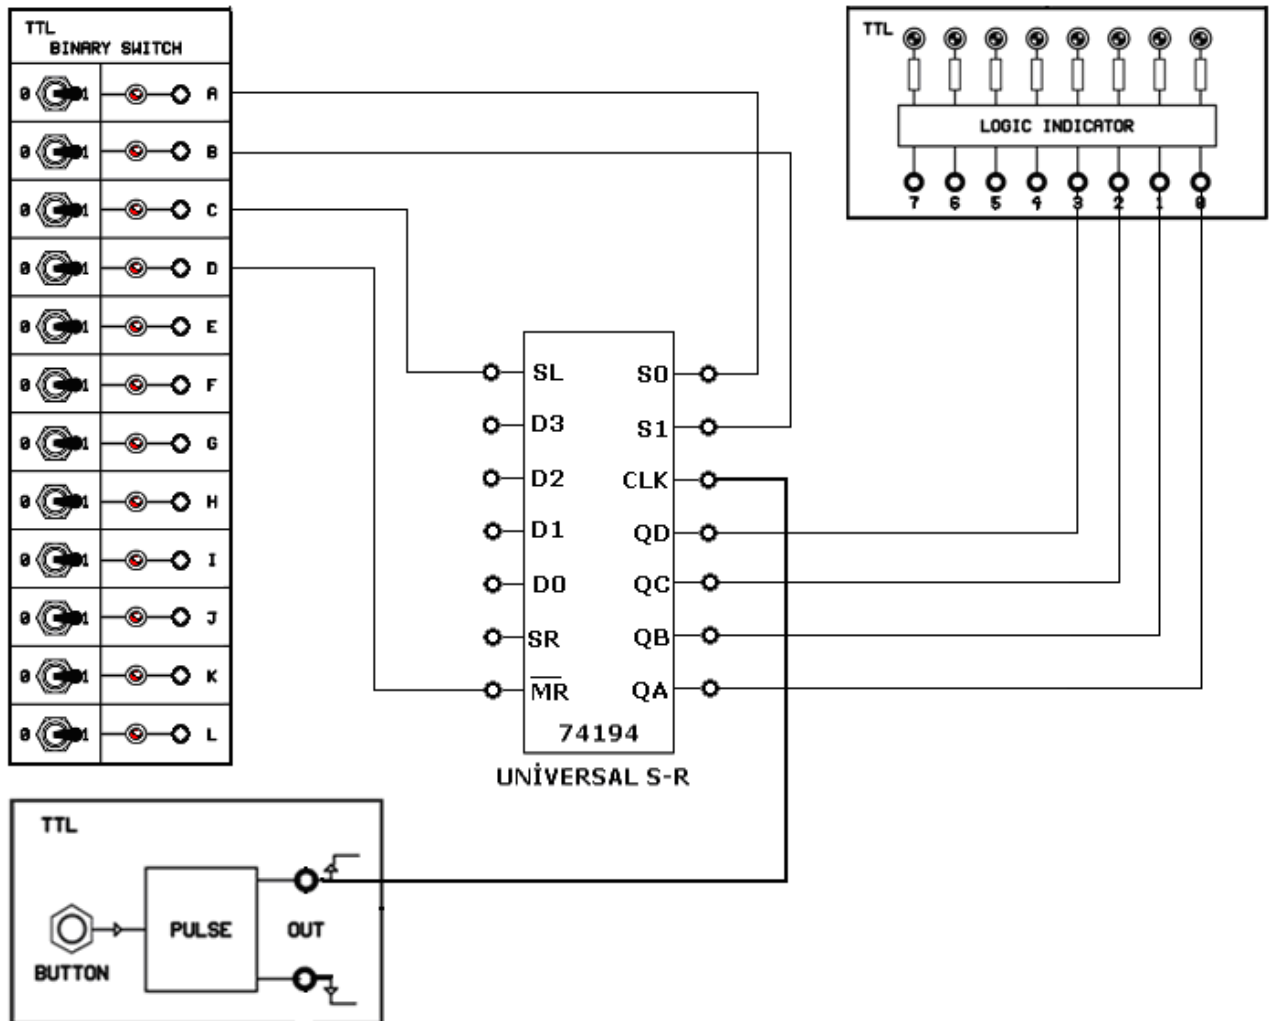 TTL
BINARY SWITCH
0 1 A
0 1 B
0 1 C
0 1 D
0 1 E
0 1 F
0 1 G
0 1 H
0 1 I
0 1 J
0 1 K
0 1 L
TTL
LOGIC INDICATOR
7 6 5 4 3 2 1 0
SL S0
D3 S1
D2 CLK
D1 QD
D0 QC
SR QB
MR QA
74194
UNİVERSAL S-R
TTL
PULSE OUT
BUTTON